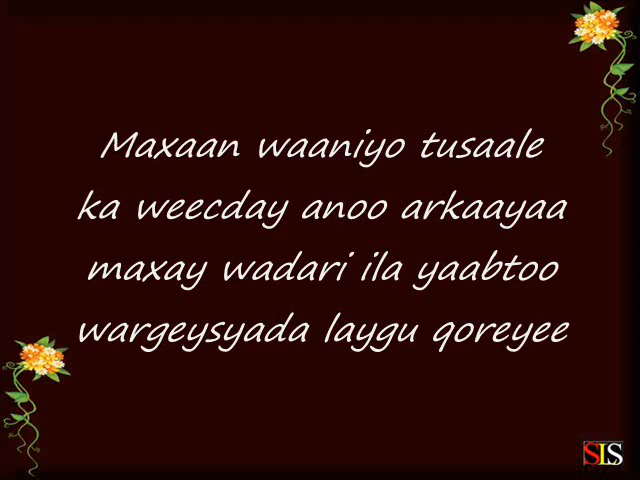 Maxaan waaniyo tusaale
ka weecday anoo arkaayaa
maxay wadari ila yaabtoo
wargeysyada laygu qoreyee
SLS